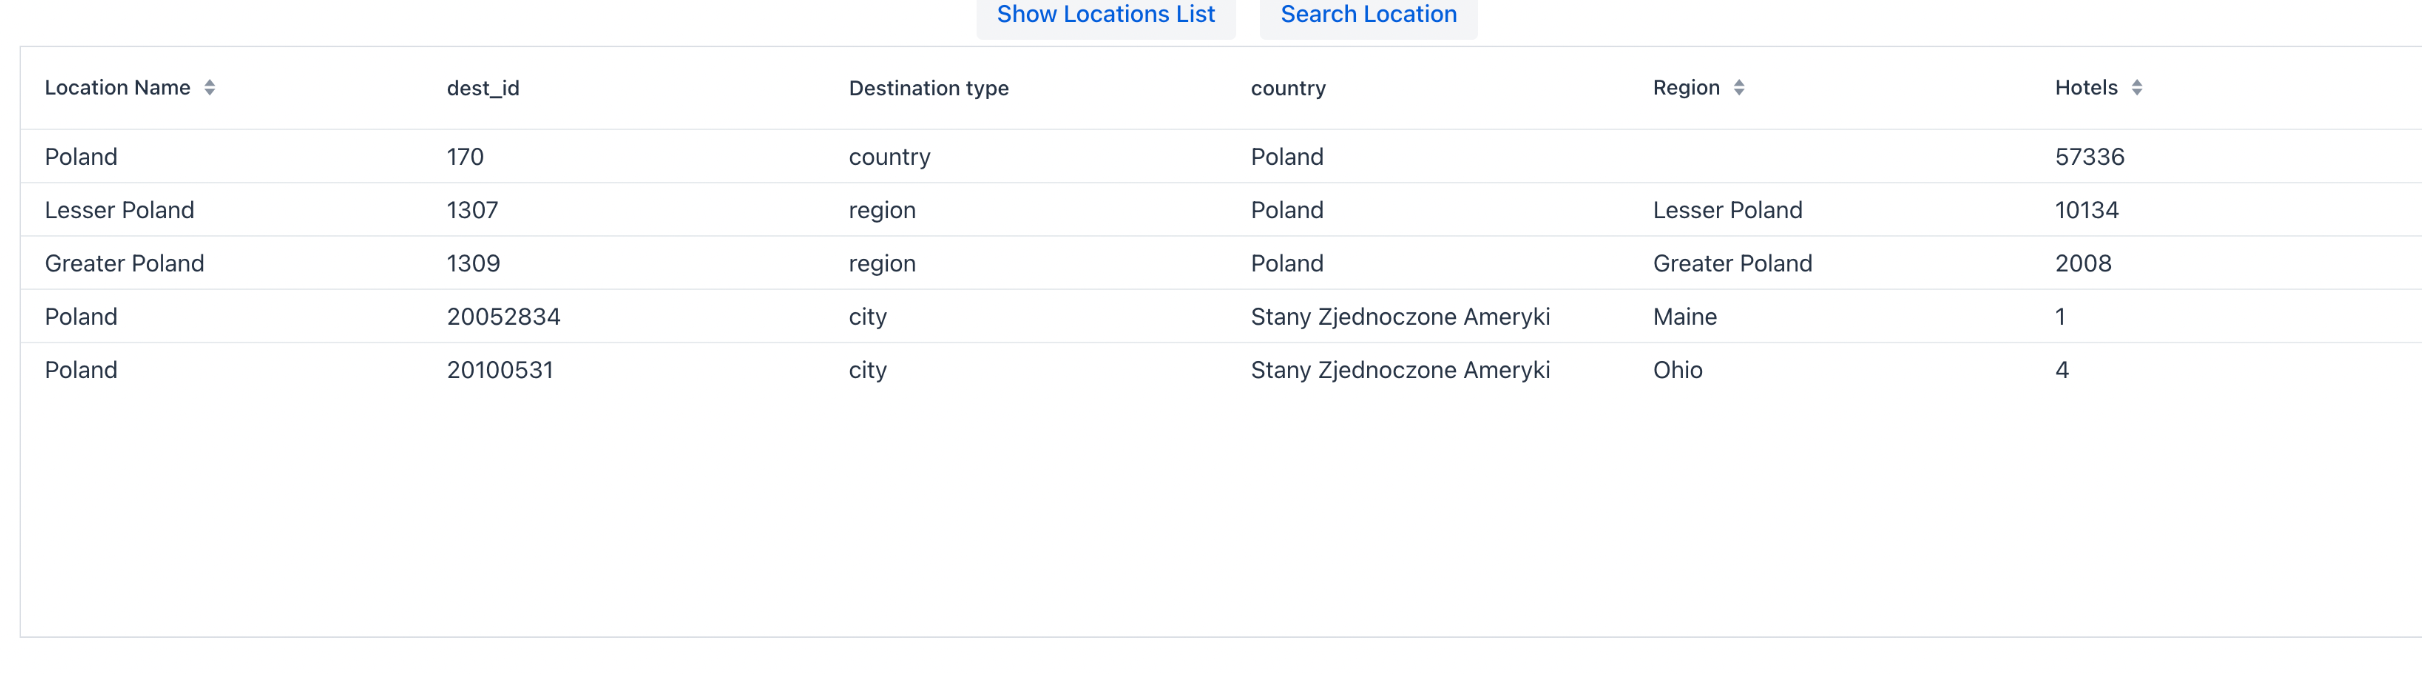 Show Locations List Search Location
Location Name dest_id Destination type country Region Hotels
Poland 170 country Poland 57336
Lesser Poland 1307 region Poland Lesser Poland 10134
Greater Poland 1309 region Poland Greater Poland 2008
Poland 20052834 city Stany Zjednoczone Ameryki Maine 1
Poland 20100531 city Stany Zjednoczone Ameryki Ohio 4